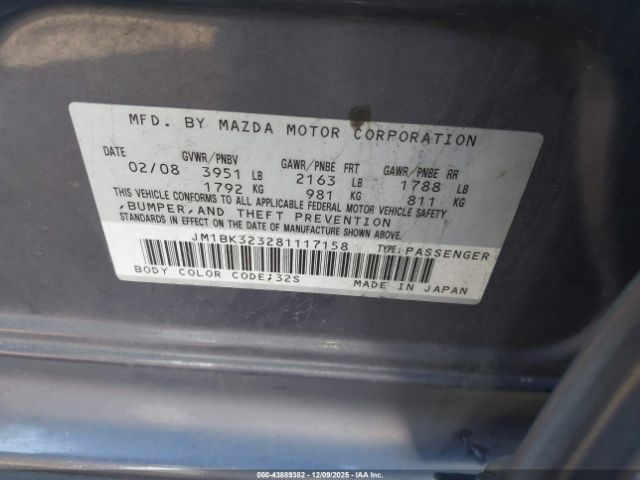 MFD. BY MAZDA MOTOR CORPORATION
DATE GVWR/PNBV GAWR/PNBE FRT GAWR/PNBE RR
02/08 3951 LB 2163 LB 1788 LB
1792 KG 981 KG 811 KG
THIS VEHICLE CONFORMS TO ALL APPLICABLE FEDERAL MOTOR VEHICLE SAFETY
,BUMPER,AND THEFT PREVENTION
STANDARDS IN EFFECT ON THE DATE OF MANUFACTURE SHOWN ABOVE.
JM1BK323281117158 TYPE:PASSENGER
BODY COLOR CODE;32S MADE IN JAPAN
000-43889382 - 12/09/2025 - IAAI.COM